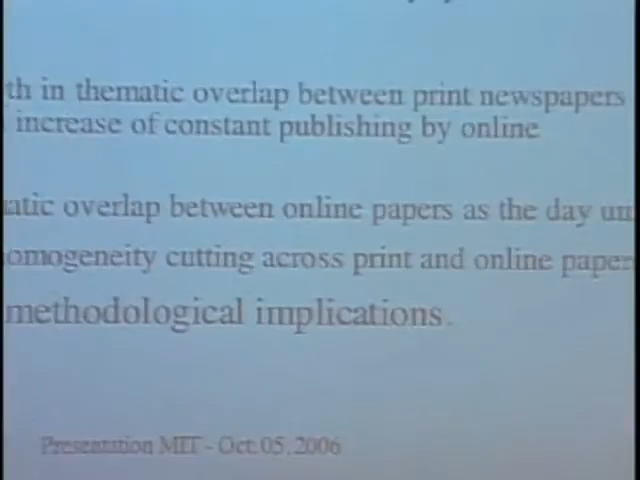 th in thematic overlap between print newspapers
increase of constant publishing by online
atic overlap between online papers as the day un
omogeneity cutting across print and online paper
methodological implications.
Presentation MIT - Oct.05.2006